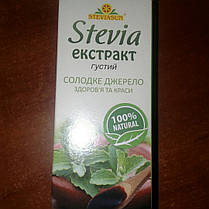 STEVIASUN
Stevia
екстракт
густий
СОЛОДКЕ ДЖЕРЕЛО
ЗДОРОВ'Я ТА КРАСИ
100%
NATURAL